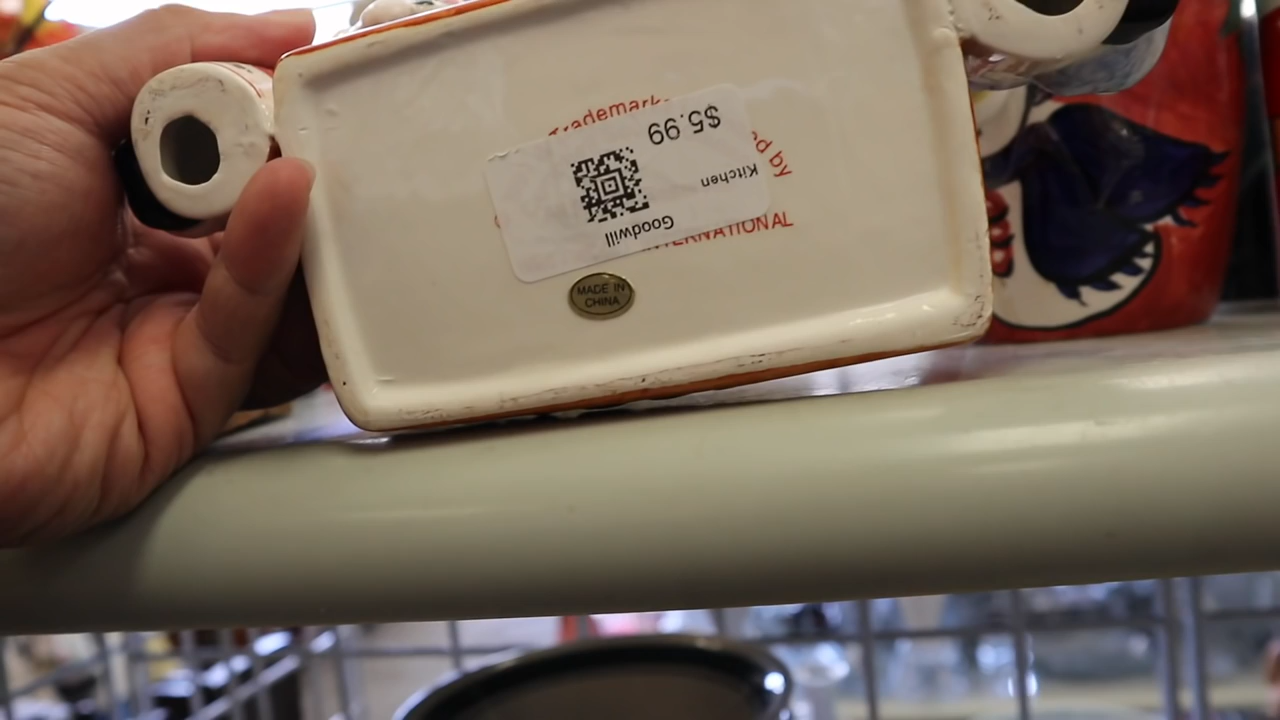 Trademark
d by
INTERNATIONAL
$5.99
Kitchen
Goodwill
MADE IN
CHINA